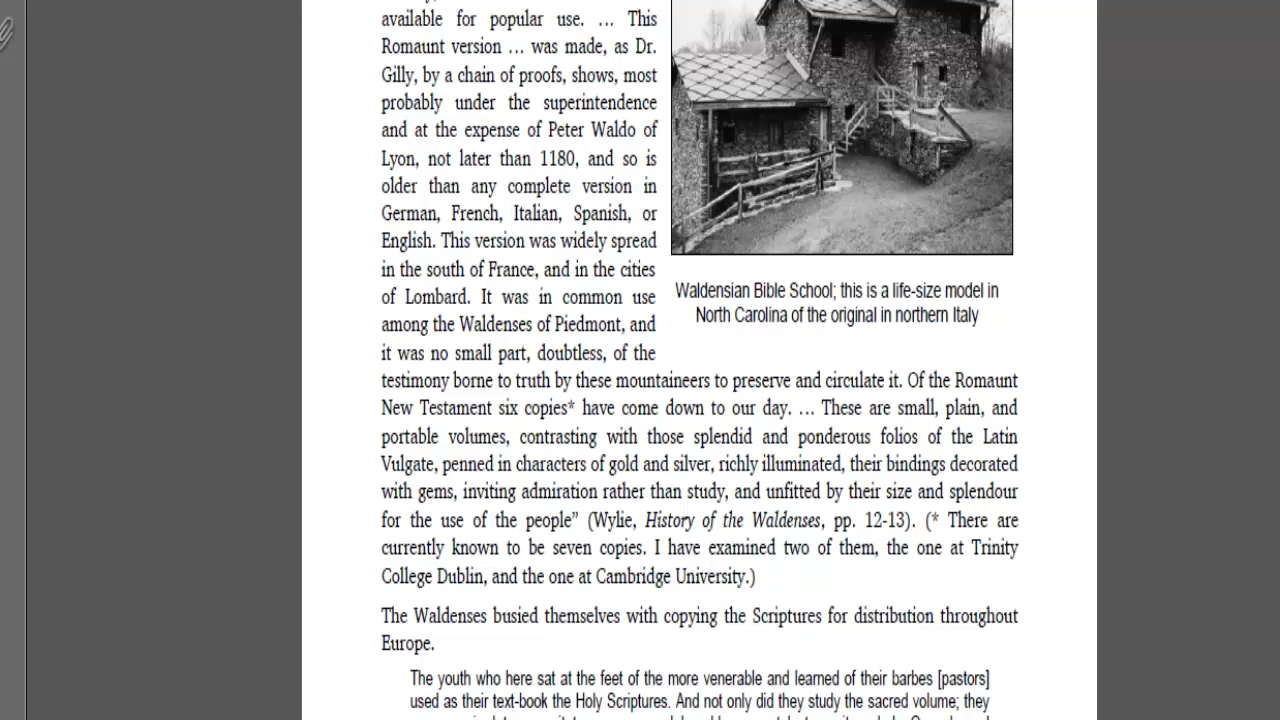 available for popular use. … This
Romaunt version … was made, as Dr.
Gilly, by a chain of proofs, shows, most
probably under the superintendence
and at the expense of Peter Waldo of
Lyon, not later than 1180, and so is
older than any complete version in
German, French, Italian, Spanish, or
English. This version was widely spread
in the south of France, and in the cities
of Lombard. It was in common use
among the Waldenses of Piedmont, and
it was no small part, doubtless, of the
Waldensian Bible School; this is a life-size model in
North Carolina of the original in northern Italy
testimony borne to truth by these mountaineers to preserve and circulate it. Of the Romaunt
New Testament six copies* have come down to our day. … These are small, plain, and
portable volumes, contrasting with those splendid and ponderous folios of the Latin
Vulgate, penned in characters of gold and silver, richly illuminated, their bindings decorated
with gems, inviting admiration rather than study, and unfitted by their size and splendour
for the use of the people” (Wylie, History of the Waldenses, pp. 12-13). (* There are
currently known to be seven copies. I have examined two of them, the one at Trinity
College Dublin, and the one at Cambridge University.)
The Waldenses busied themselves with copying the Scriptures for distribution throughout
Europe.
The youth who here sat at the feet of the more venerable and learned of their barbes [pastors]
used as their text-book the Holy Scriptures. And not only did they study the sacred volume; they